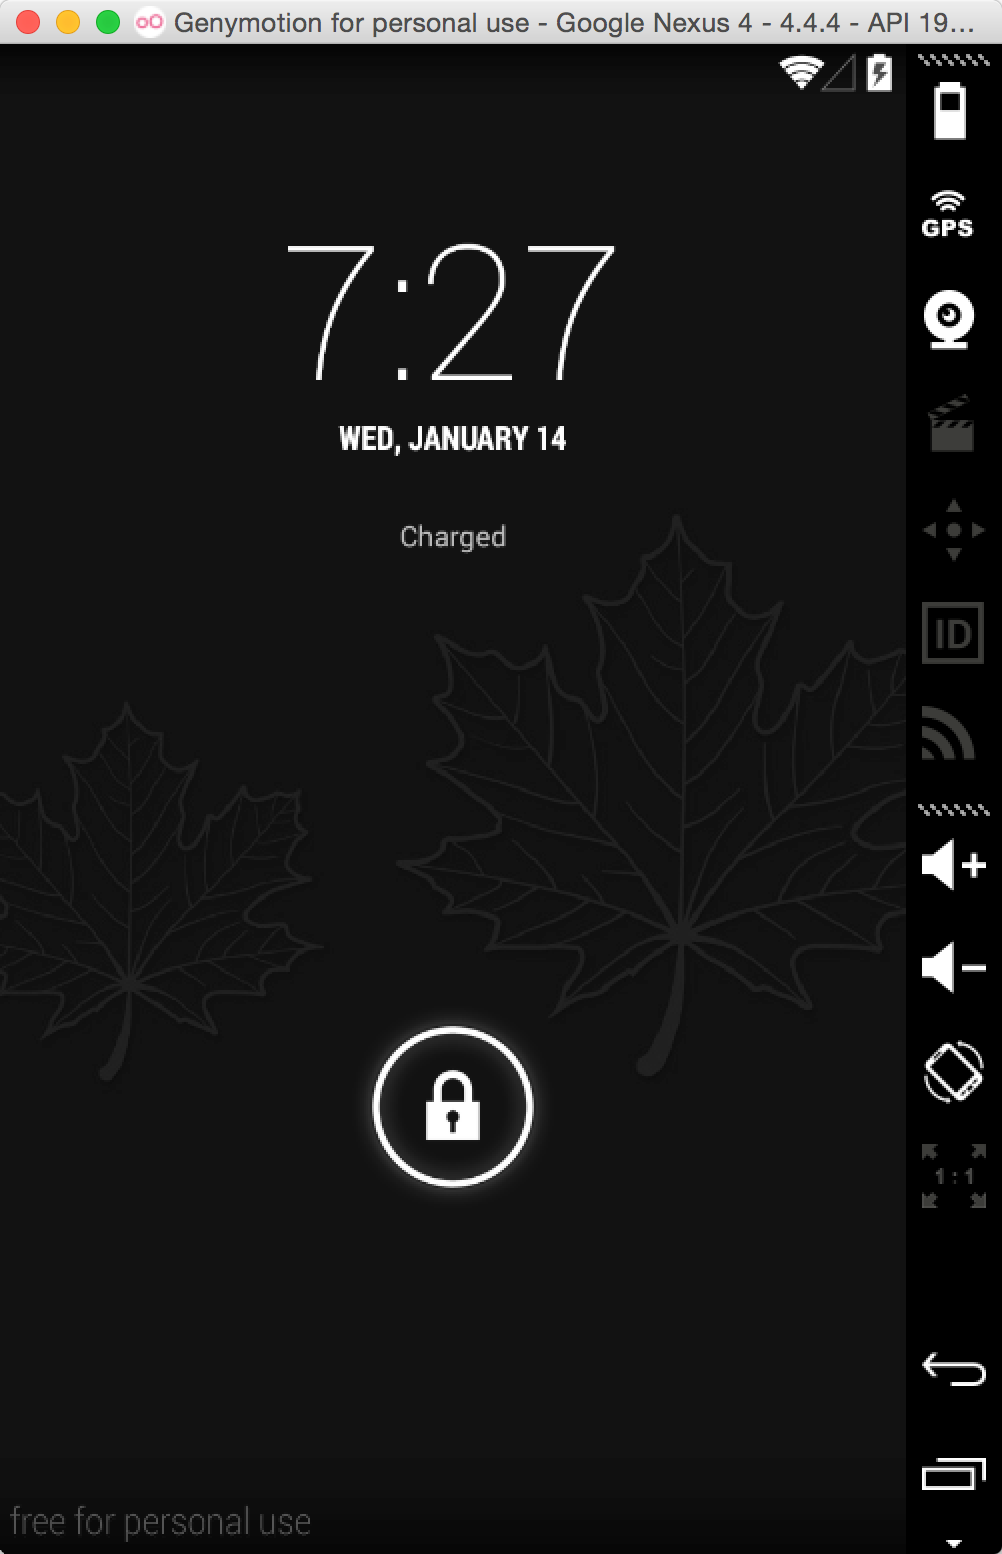 Genymotion for personal use - Google Nexus 4 - 4.4.4 - API 19...
7:27
WED, JANUARY 14
Charged
GPS
ID
1:1
free for personal use